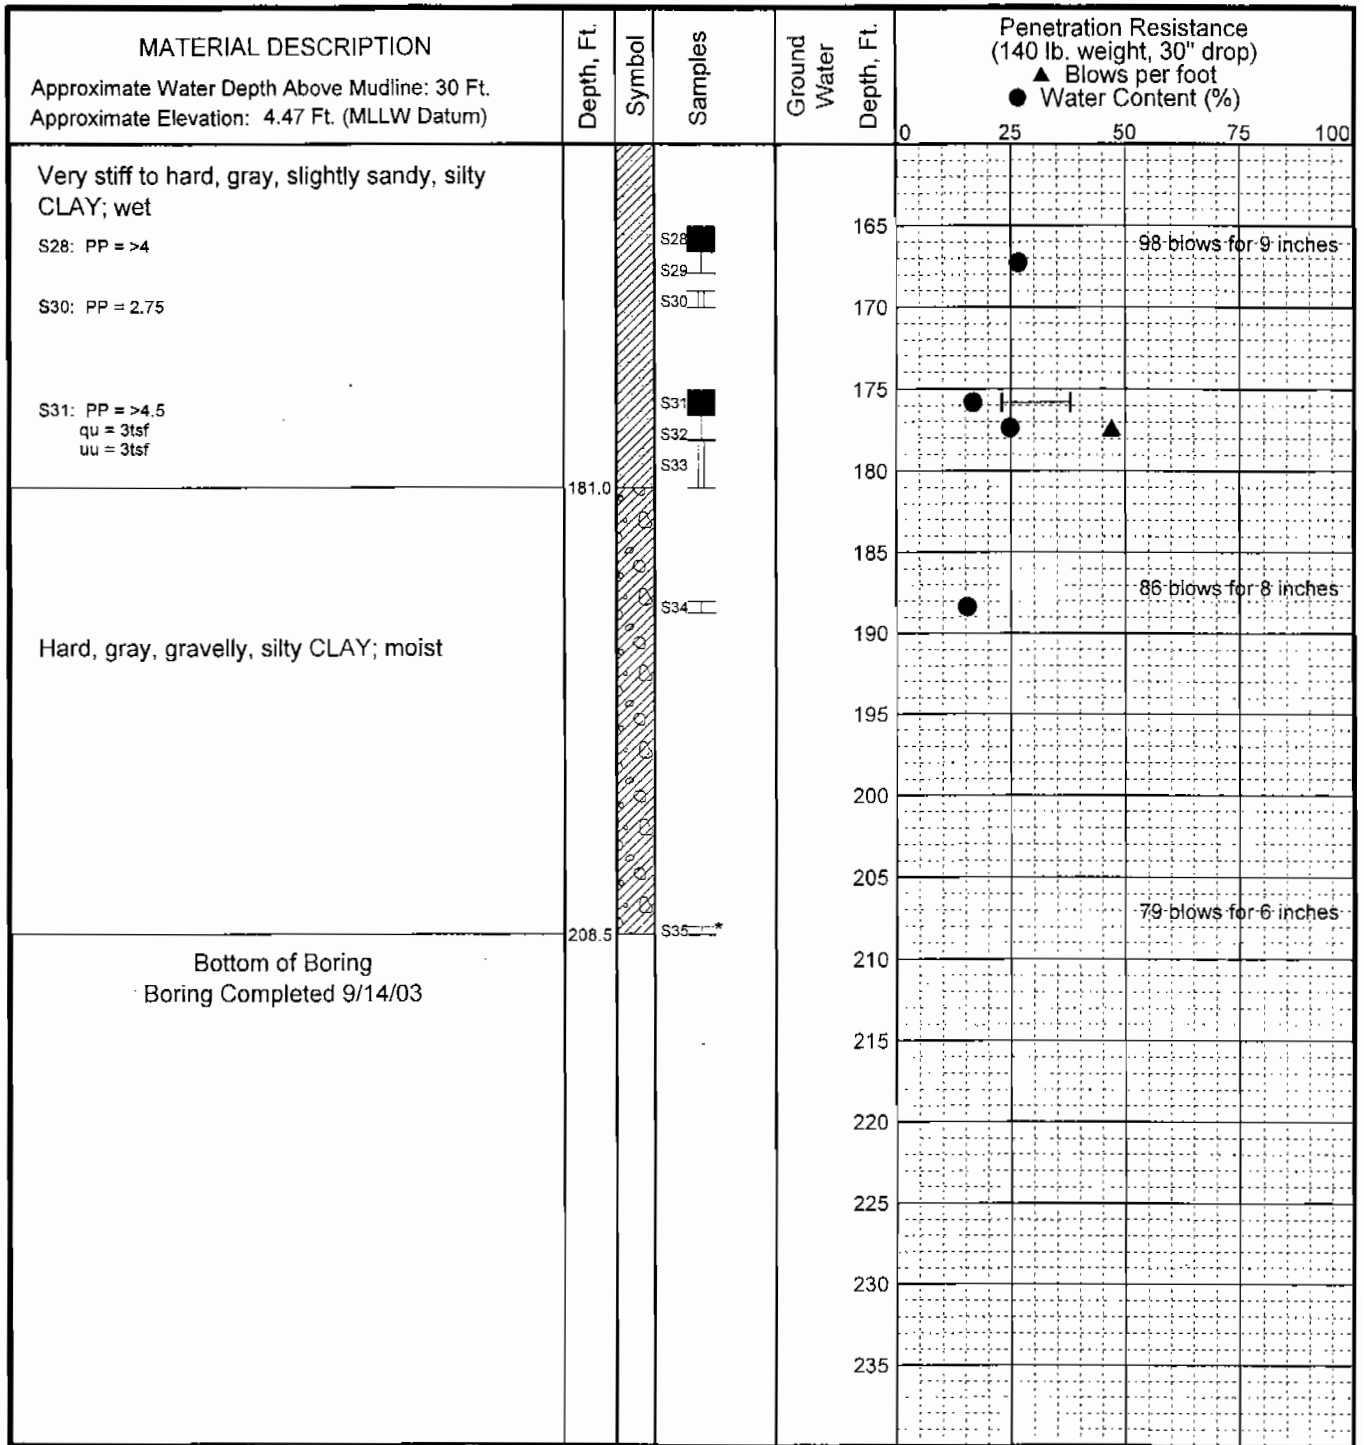 MATERIAL DESCRIPTION
Approximate Water Depth Above Mudline: 30 Ft.
Approximate Elevation: 4.47 Ft. (MLLW Datum)
Depth, Ft.
Symbol
Samples
Ground
Water
Depth, Ft.
Penetration Resistance
(140 lb. weight, 30" drop)
▲ Blows per foot
● Water Content (%)
0 25 50 75 100
Very stiff to hard, gray, slightly sandy, silty
CLAY; wet
S28: PP = >4
S30: PP = 2.75
S31: PP = >4.5
qu = 3tsf
uu = 3tsf
181.0
Hard, gray, gravelly, silty CLAY; moist
208.5
Bottom of Boring
Boring Completed 9/14/03
S28
S29
S30
S31
S32
S33
S34
S35 *
165
170
175
180
185
190
195
200
205
210
215
220
225
230
235
98 blows for 9 inches
86 blows for 8 inches
79 blows for 6 inches